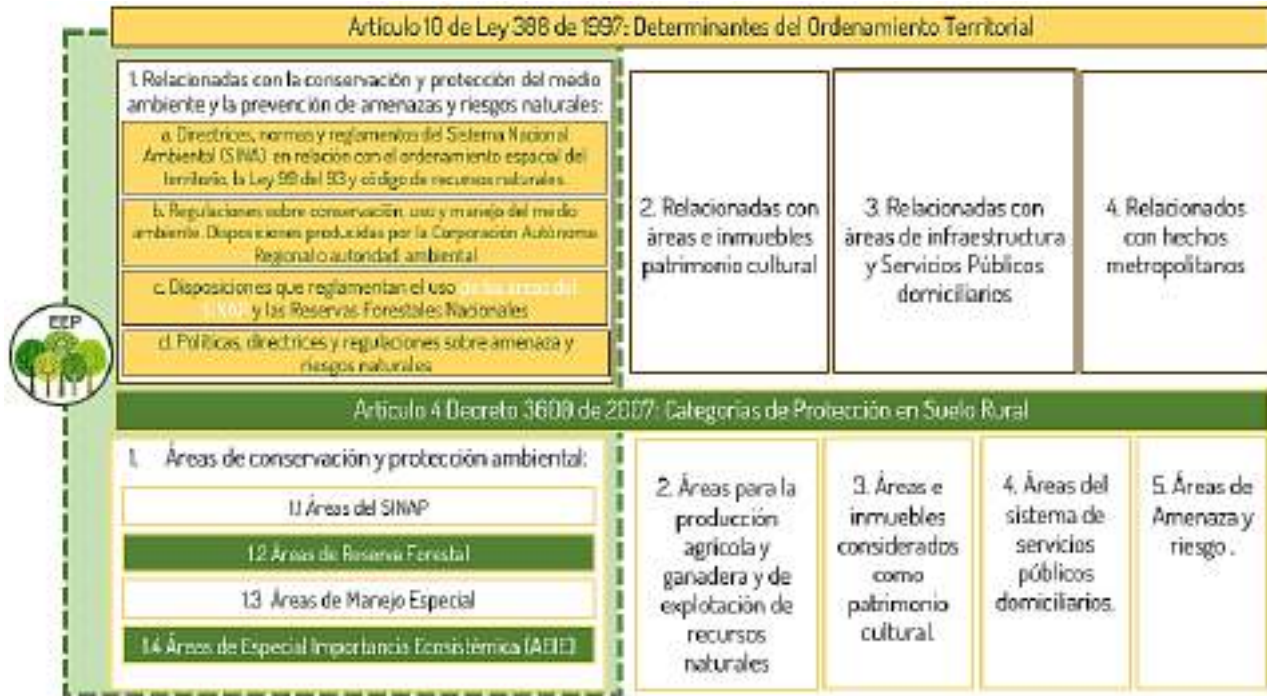 Artículo 10 de Ley 388 de 1997: Determinantes del Ordenamiento Territorial
1. Relacionadas con la conservación y protección del medio
ambiente y la prevención de amenazas y riesgos naturales:
a. Directrices, normas y reglamentos del Sistema Nacional
Ambiental (SINA) en relación con el ordenamiento espacial del
territorio, la Ley 99 del 93 y código de recursos naturales.
b. Regulaciones sobre conservación, uso y manejo del medio
ambiente. Disposiciones producidas por la Corporación Autónoma
Regional o autoridad ambiental
c. Disposiciones que reglamentan el uso de las áreas del
SINAP y las Reservas Forestales Nacionales
d. Políticas, directrices y regulaciones sobre amenaza y
riesgos naturales
2. Relacionadas con
áreas e inmuebles
patrimonio cultural
3. Relacionadas con
áreas de infraestructura
y Servicios Públicos
domiciliarios
4. Relacionados
con hechos
metropolitanos
EEP
Artículo 4 Decreto 3600 de 2007: Categorías de Protección en Suelo Rural
1. Áreas de conservación y protección ambiental:
1.1 Áreas del SINAP
1.2 Áreas de Reserva Forestal
1.3 Áreas de Manejo Especial
1.4 Áreas de Especial Importancia Ecosistémica (AEIE)
2. Áreas para la
producción
agrícola y
ganadera y de
explotación de
recursos
naturales
3. Áreas e
inmuebles
considerados
como
patrimonio
cultural.
4. Áreas del
sistema de
servicios
públicos
domiciliarios.
5. Áreas de
Amenaza y
riesgo .